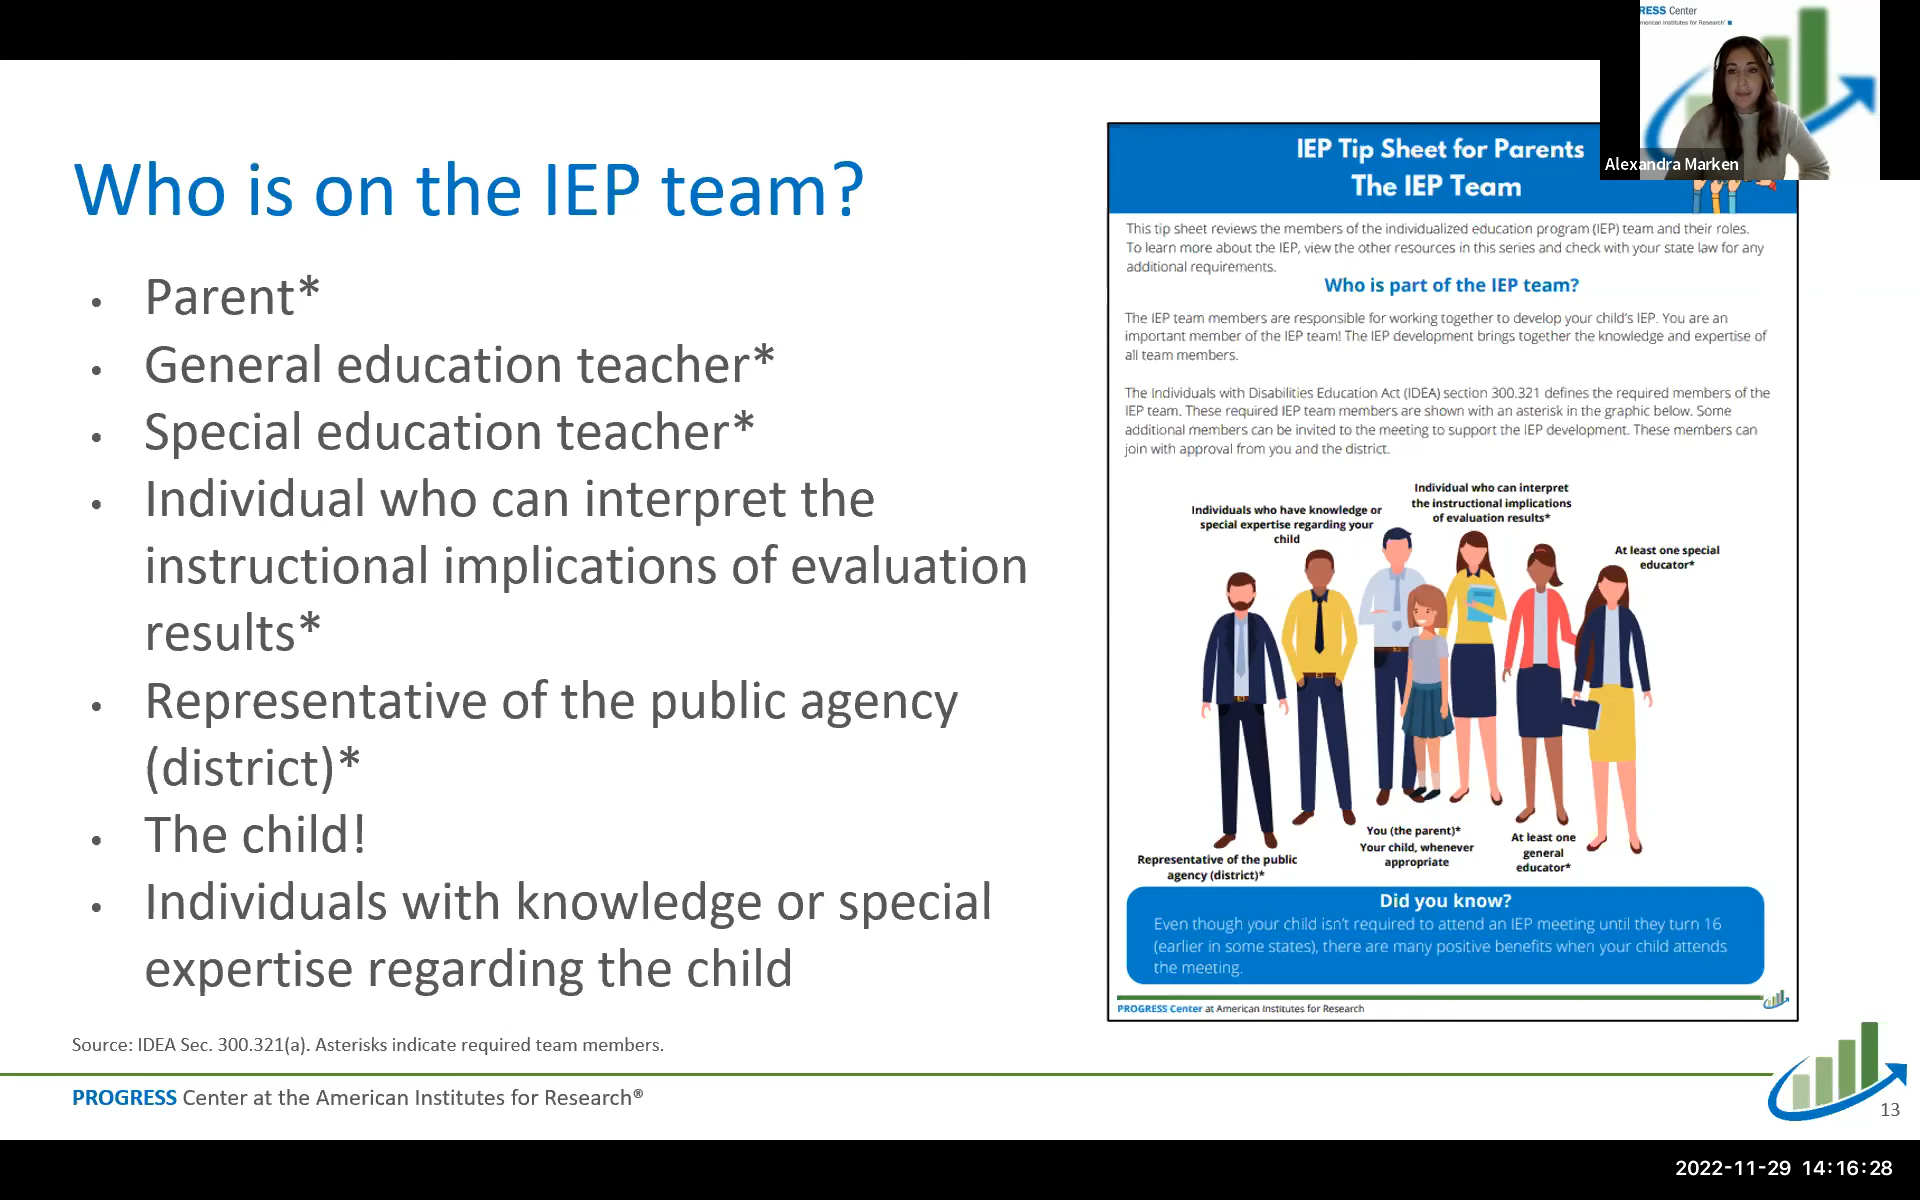 Who is on the IEP team?
• Parent*
• General education teacher*
• Special education teacher*
• Individual who can interpret the
instructional implications of evaluation
results*
• Representative of the public agency
(district)*
• The child!
• Individuals with knowledge or special
expertise regarding the child
Source: IDEA Sec. 300.321(a). Asterisks indicate required team members.
PROGRESS Center at the American Institutes for Research®
13
IEP Tip Sheet for Parents
The IEP Team
This tip sheet reviews the members of the individualized education program (IEP) team and their roles.
To learn more about the IEP, view the other resources in this series and check with your state law for any
additional requirements.
Who is part of the IEP team?
The IEP team members are responsible for working together to develop your child's IEP. You are an
important member of the IEP team! The IEP development brings together the knowledge and expertise of
all team members.
The Individuals with Disabilities Education Act (IDEA) section 300.321 defines the required members of the
IEP team. These required IEP team members are shown with an asterisk in the graphic below. Some
additional members can be invited to the meeting to support the IEP development. These members can
join with approval from you and the district.
Individuals who have knowledge or
special expertise regarding your
child
Individual who can interpret
the instructional implications
of evaluation results*
At least one special
educator*
Representative of the public
agency (district)*
You (the parent)*
Your child, whenever
appropriate
At least one
general
educator*
Did you know?
Even though your child isn't required to attend an IEP meeting until they turn 16
(earlier in some states), there are many positive benefits when your child attends
the meeting.
PROGRESS Center at American Institutes for Research
RESS Center
merican Institutes for Research
Alexandra Marken
2022-11-29 14:16:28